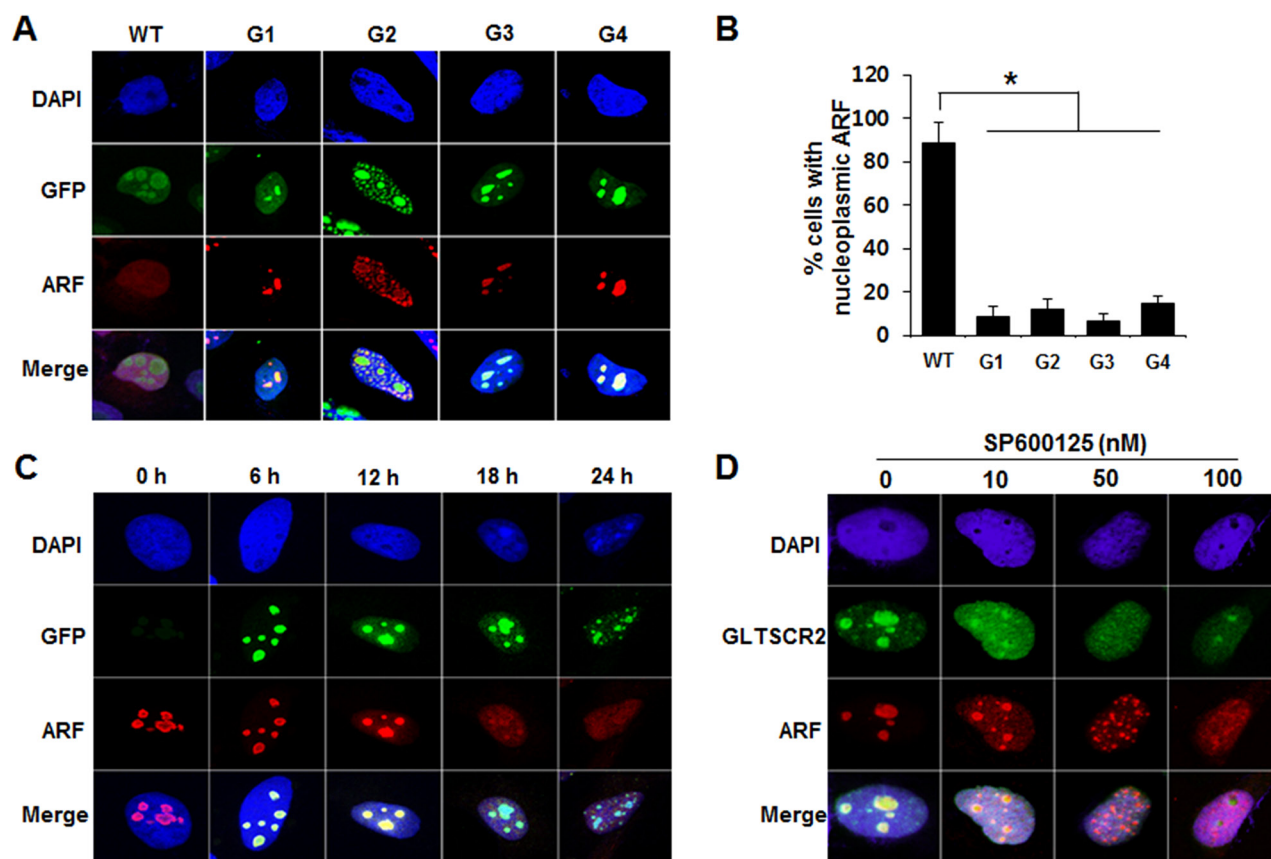 A
WT G1 G2 G3 G4
DAPI
GFP
ARF
Merge
B
% cells with
nucleoplasmic ARF
120
100
80
60
40
20
0
*
WT G1 G2 G3 G4
C
0 h 6 h 12 h 18 h 24 h
DAPI
GFP
ARF
Merge
D
SP600125 (nM)
0 10 50 100
DAPI
GLTSCR2
ARF
Merge